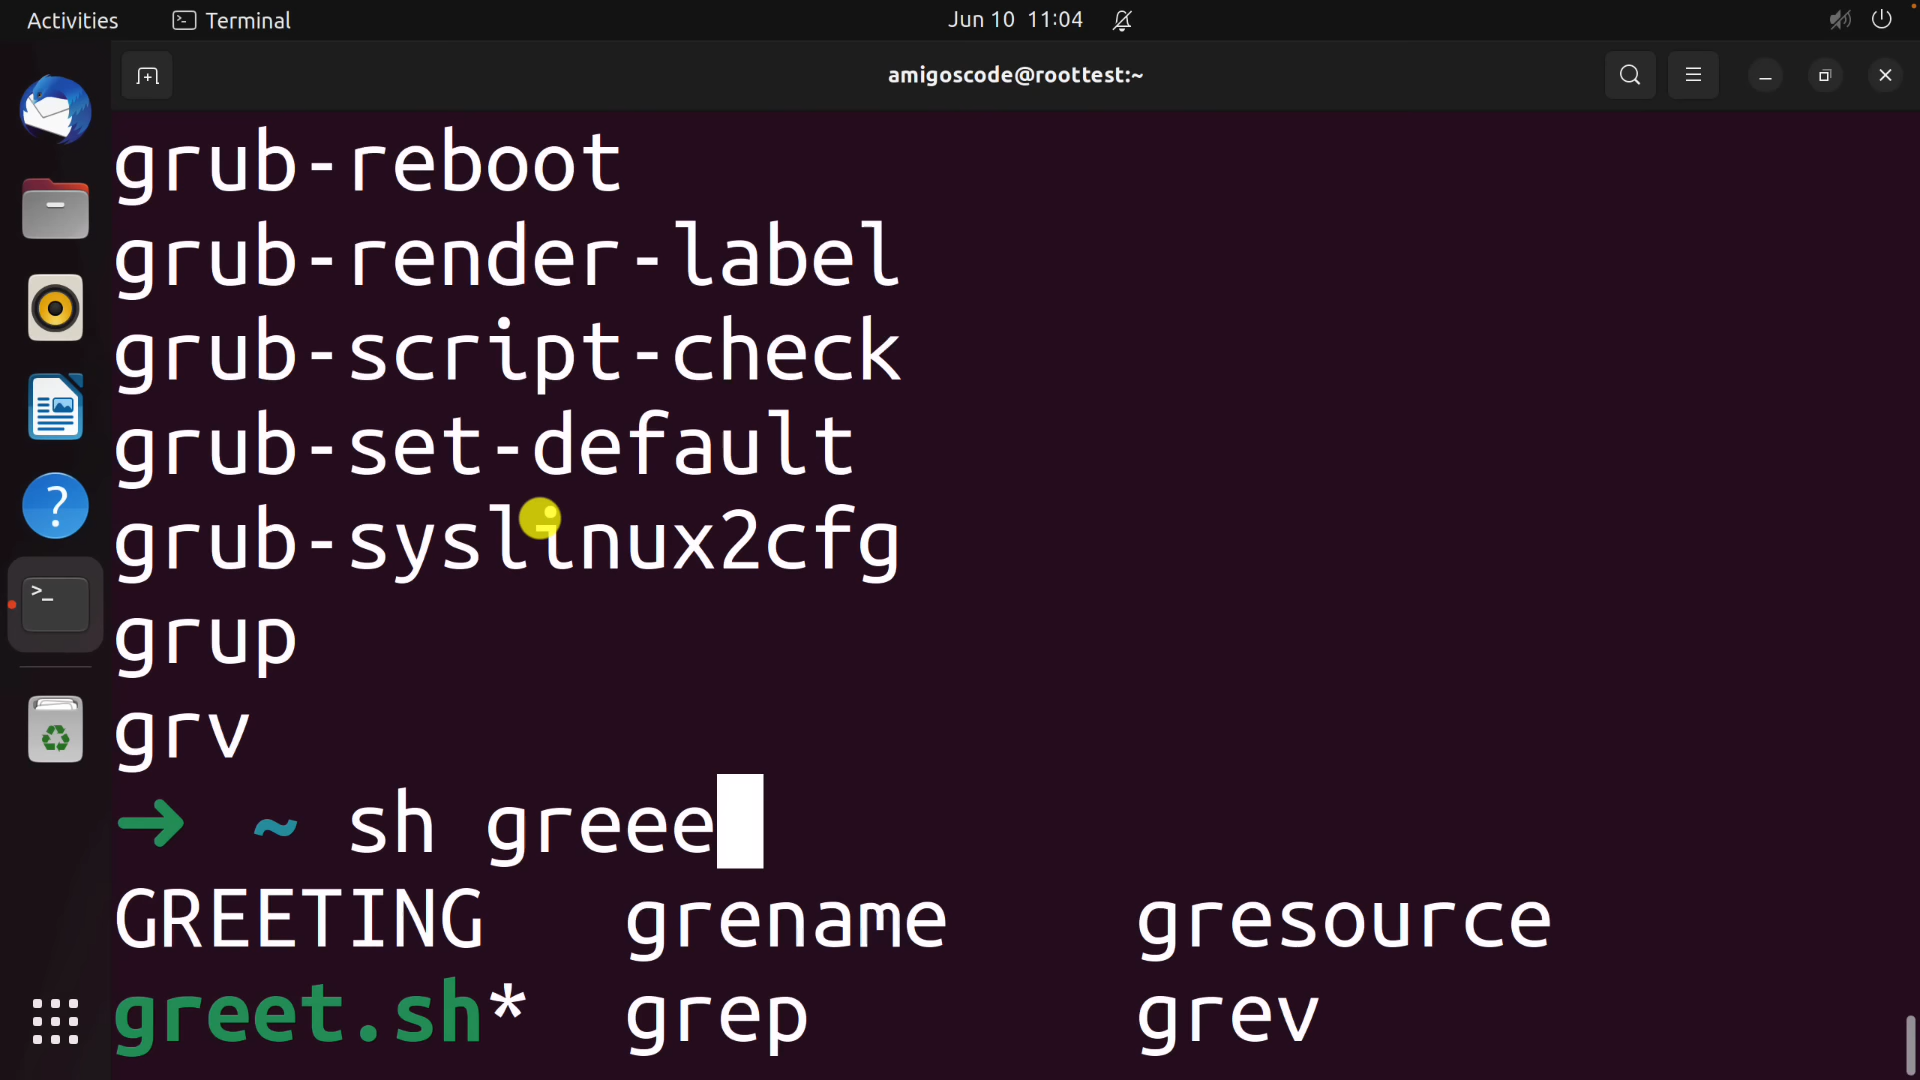 Activities Terminal Jun 10 11:04
amigoscode@roottest:~
grub-reboot
grub-render-label
grub-script-check
grub-set-default
grub-syslinux2cfg
grup
grv
➜ ~ sh greee
GREETING grename gresource
greet.sh* grep grev